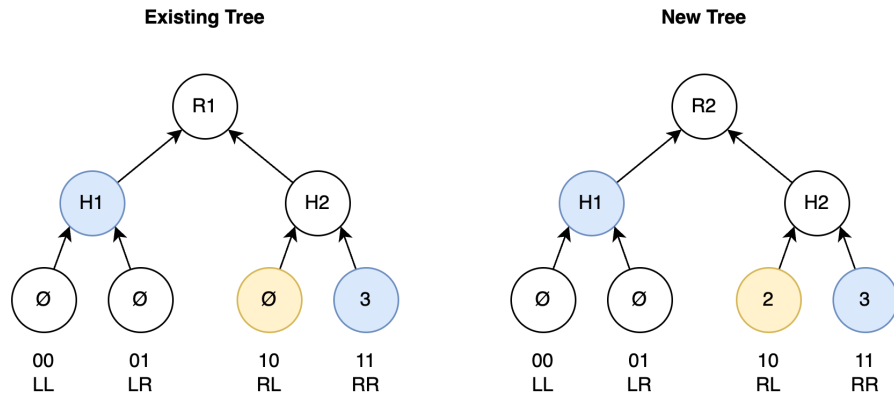 Existing Tree
R1
H1
H2
Ø
Ø
Ø
3
00
01
10
11
LL
LR
RL
RR
New Tree
R2
H1
H2
Ø
Ø
2
3
00
01
10
11
LL
LR
RL
RR